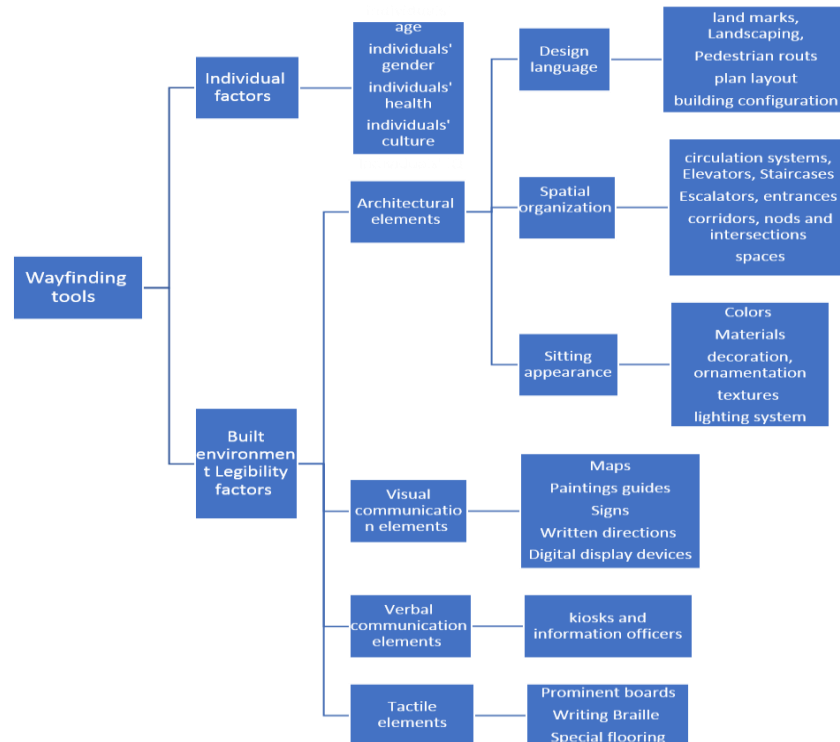 Wayfinding
tools
Individual
factors
age
individuals'
gender
individuals'
health
individuals'
culture
Built
environmen
t Legibility
factors
Architectural
elements
Design
language
land marks,
Landscaping,
Pedestrian routs
plan layout
building configuration
Spatial
organization
circulation systems,
Elevators, Staircases
Escalators, entrances
corridors, nods and
intersections
spaces
Sitting
appearance
Colors
Materials
decoration,
ornamentation
textures
lighting system
Visual
communicatio
n elements
Maps
Paintings guides
Signs
Written directions
Digital display devices
Verbal
communication
elements
kiosks and
information officers
Tactile
elements
Prominent boards
Writing Braille
Special flooring